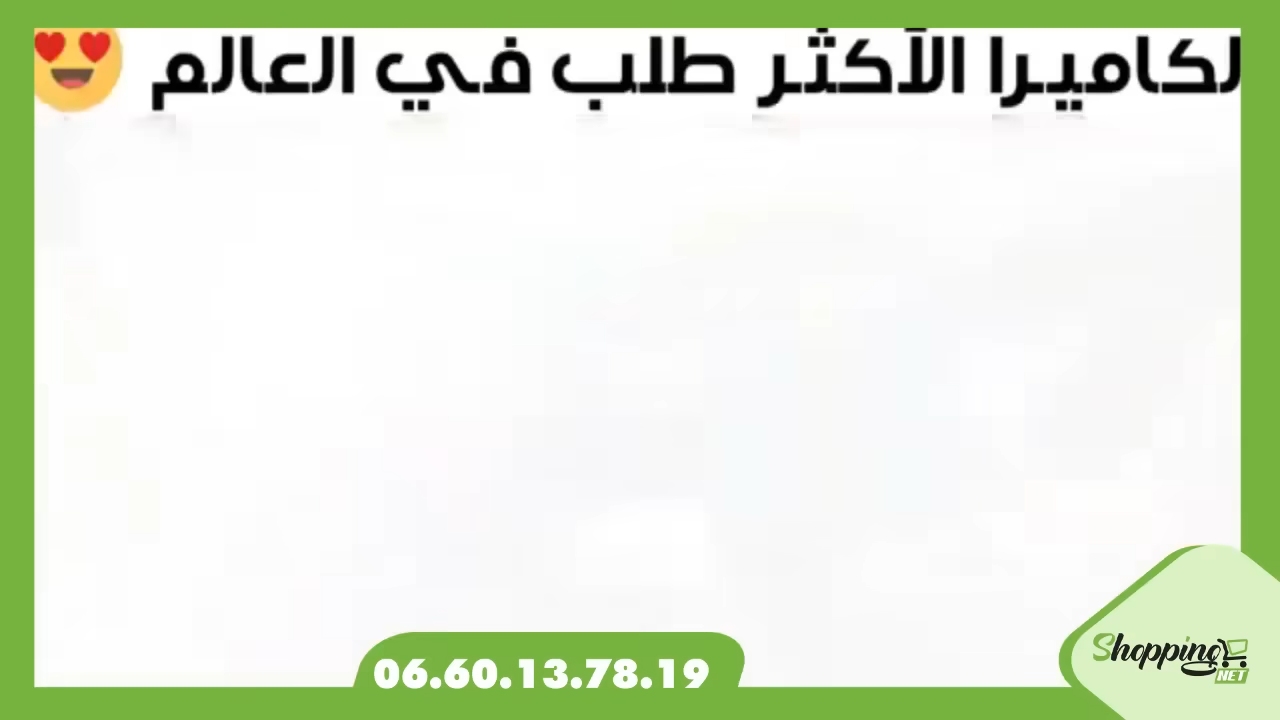 لكاميرا الأكثر طلب في العالم 😍
06.60.13.78.19
Shopping
NET